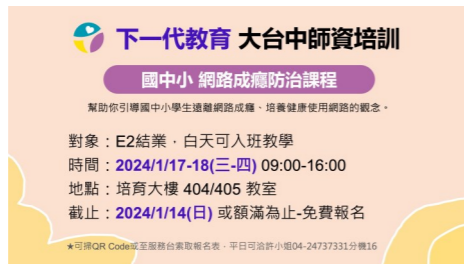 下一代教育 大台中師資培訓
國中小 網路成癮防治課程
幫助你引導國中小學生遠離網路成癮、培養健康使用網路的觀念。
對象：E2結業，白天可入班教學
時間：2024/1/17-18(三-四) 09:00-16:00
地點：培育大樓 404/405 教室
截止：2024/1/14(日) 或額滿為止-免費報名
★可掃QR Code或至服務台索取報名表，平日可洽許小姐04-24737331分機16